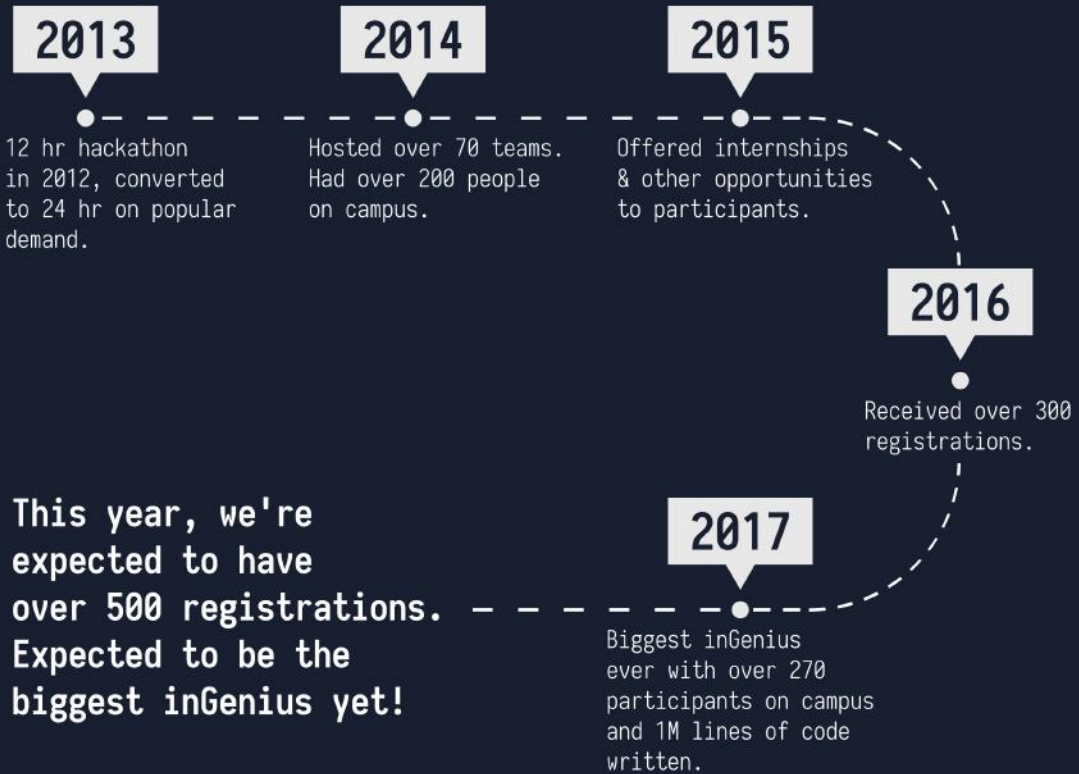 2013
12 hr hackathon
in 2012, converted
to 24 hr on popular
demand.
2014
Hosted over 70 teams.
Had over 200 people
on campus.
2015
Offered internships
& other opportunities
to participants.
2016
Received over 300
registrations.
2017
Biggest inGenius
ever with over 270
participants on campus
and 1M lines of code
written.
This year, we're
expected to have
over 500 registrations.
Expected to be the
biggest inGenius yet!